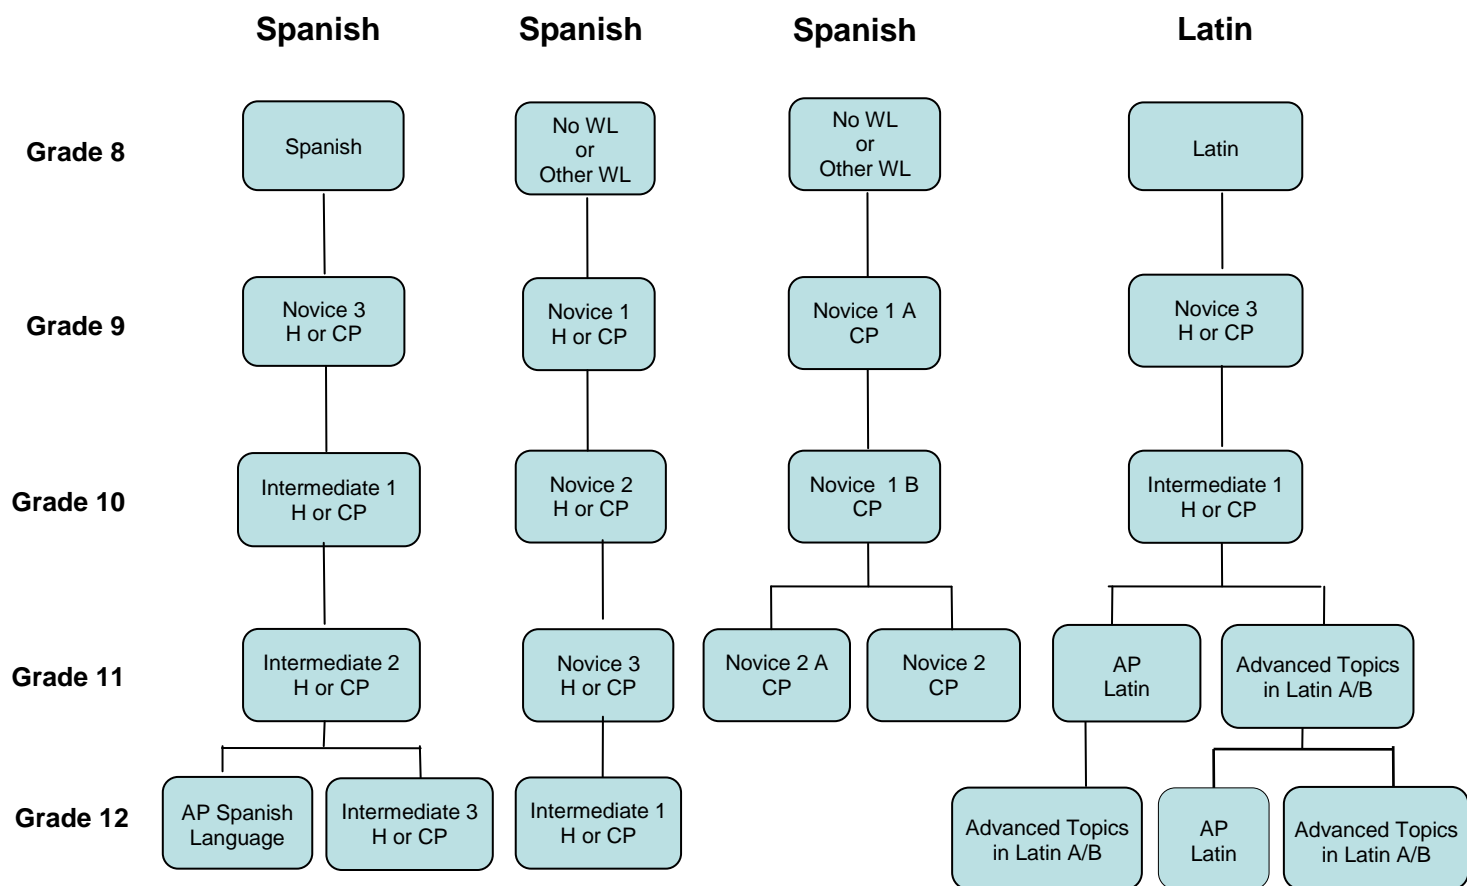 Spanish
Spanish
Spanish
Latin
Grade 8
Spanish
No WL
or
Other WL
No WL
or
Other WL
Latin
Grade 9
Novice 3
H or CP
Novice 1
H or CP
Novice 1 A
CP
Novice 3
H or CP
Grade 10
Intermediate 1
H or CP
Novice 2
H or CP
Novice 1 B
CP
Intermediate 1
H or CP
Grade 11
Intermediate 2
H or CP
Novice 3
H or CP
Novice 2 A
CP
Novice 2
CP
AP
Latin
Advanced Topics
in Latin A/B
Grade 12
AP Spanish
Language
Intermediate 3
H or CP
Intermediate 1
H or CP
Advanced Topics
in Latin A/B
AP
Latin
Advanced Topics
in Latin A/B